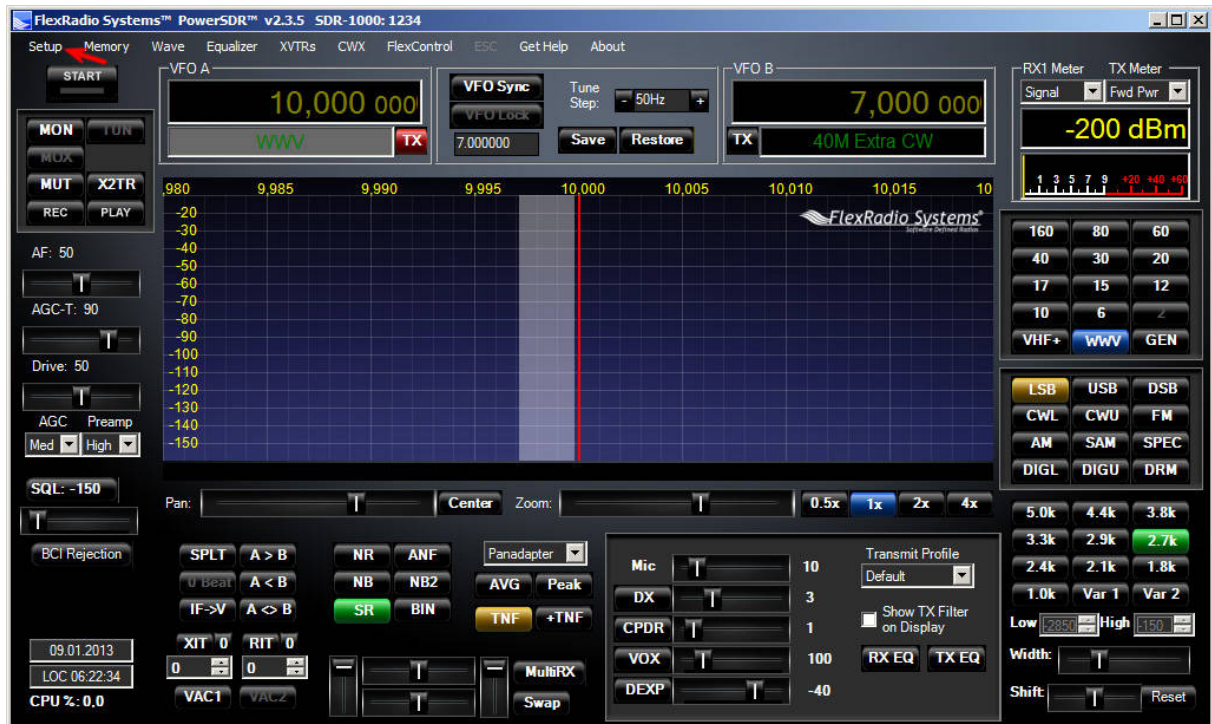 FlexRadio Systems™ PowerSDR™ v2.3.5 SDR-1000: 1234
Setup Memory Wave Equalizer XVTRs CWX FlexControl ESC Get Help About
START
MON TUN
MOX
MUT X2TR
REC PLAY
AF: 50
AGC-T: 90
Drive: 50
AGC Preamp
Med High
SQL: -150
BCI Rejection
09.01.2013
LOC 06:22:34
CPU %: 0,0
VFO A
10,000 000
WWV TX
VFO Sync
VFO Lock
7.000000
Tune Step: - 50Hz +
Save Restore
VFO B
7,000 000
TX 40M Extra CW
RX1 Meter TX Meter
Signal Fwd Pwr
-200 dBm
1 3 5 7 9 +20 +40 +60
,980 9,985 9,990 9,995 10,000 10,005 10,010 10,015 10
-20
-30
-40
-50
-60
-70
-80
-90
-100
-110
-120
-130
-140
-150
FlexRadio Systems®
Software Defined Radios
Pan: Center Zoom: 0.5x 1x 2x 4x
160 80 60
40 30 20
17 15 12
10 6 2
VHF+ WWV GEN
LSB USB DSB
CWL CWU FM
AM SAM SPEC
DIGL DIGU DRM
5.0k 4.4k 3.8k
3.3k 2.9k 2.7k
2.4k 2.1k 1.8k
1.0k Var 1 Var 2
Low -2850 High -150
Width:
Shift: Reset
SPLT A > B
0 Beat A < B
IF->V A <> B
XIT 0 RIT 0
0 0
VAC1 VAC2
NR ANF
NB NB2
SR BIN
Panadapter
AVG Peak
TNF +TNF
MultiRX
Swap
Mic 10
DX 3
CPDR 1
VOX 100
DEXP -40
Transmit Profile
Default
Show TX Filter
on Display
RX EQ TX EQ